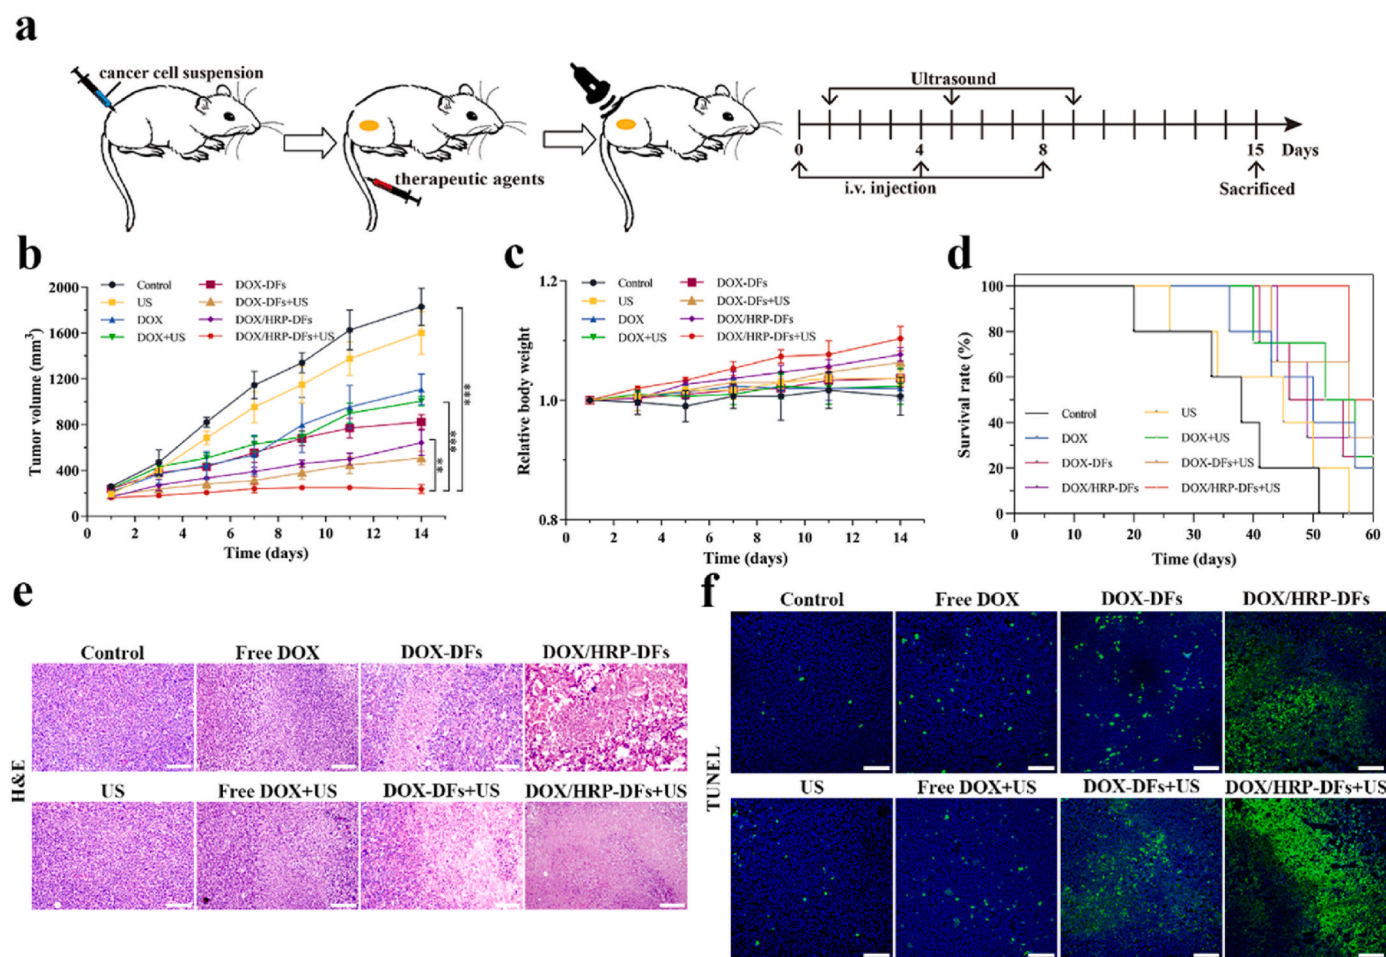 a
cancer cell suspension
therapeutic agents
Ultrasound
0 4 8 15 Days
i.v. injection Sacrificed
b
Control DOX-DFs
US DOX-DFs+US
DOX DOX/HRP-DFs
DOX+US DOX/HRP-DFs+US
2000
1600
1200
800
400
0
Tumor volume (mm³)
0 2 4 6 8 10 12 14
Time (days)
***
***
**
c
Control DOX-DFs
US DOX-DFs+US
DOX DOX/HRP-DFs
DOX+US DOX/HRP-DFs+US
1.2
1.0
0.8
Relative body weight
0 2 4 6 8 10 12 14
Time (days)
d
100
80
60
40
20
0
Survival rate (%)
Control US
DOX DOX+US
DOX-DFs DOX-DFs+US
DOX/HRP-DFs DOX/HRP-DFs+US
0 10 20 30 40 50 60
Time (days)
e
Control Free DOX DOX-DFs DOX/HRP-DFs
H&E
US Free DOX+US DOX-DFs+US DOX/HRP-DFs+US
f
Control Free DOX DOX-DFs DOX/HRP-DFs
TUNEL
US Free DOX+US DOX-DFs+US DOX/HRP-DFs+US